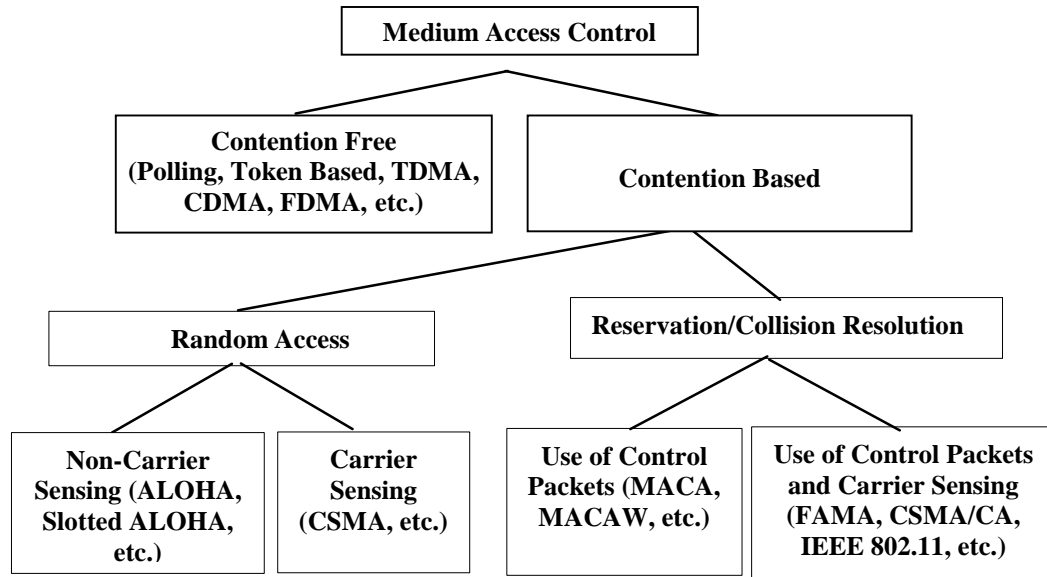 Medium Access Control
Contention Free
(Polling, Token Based, TDMA,
CDMA, FDMA, etc.)
Contention Based
Random Access
Reservation/Collision Resolution
Non-Carrier
Sensing (ALOHA,
Slotted ALOHA,
etc.)
Carrier
Sensing
(CSMA, etc.)
Use of Control
Packets (MACA,
MACAW, etc.)
Use of Control Packets
and Carrier Sensing
(FAMA, CSMA/CA,
IEEE 802.11, etc.)